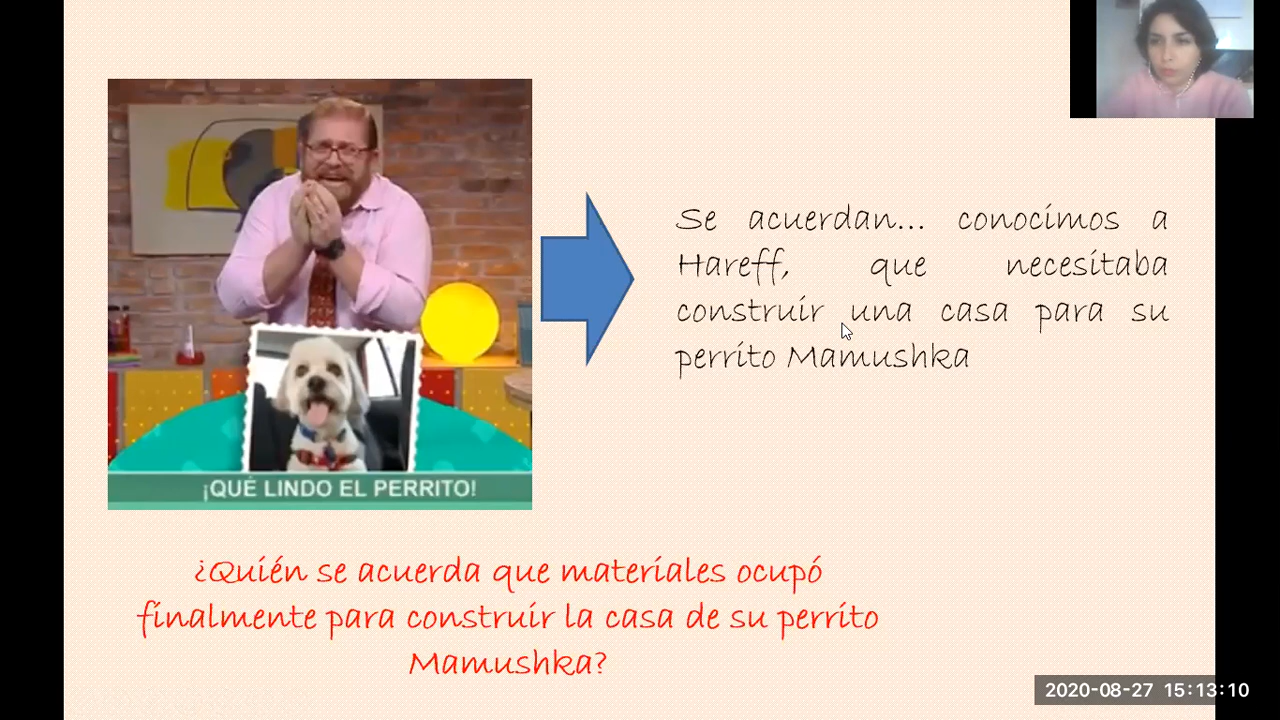 Se acuerdan... conocimos a
Hareff, que necesitaba
construir una casa para su
perrito Mamushka
¡QUÉ LINDO EL PERRITO!
¿Quién se acuerda que materiales ocupó
finalmente para construir la casa de su perrito
Mamushka?
2020-08-27 15:13:10